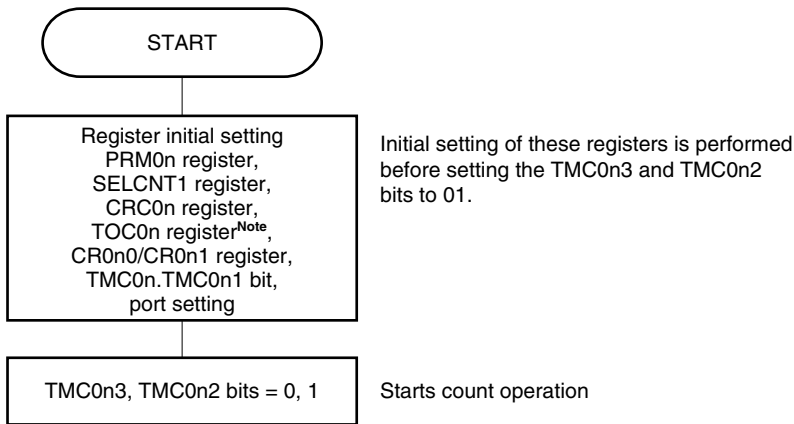 START
Register initial setting
PRM0n register,
SELCNT1 register,
CRC0n register,
TOC0n registerNote,
CR0n0/CR0n1 register,
TMC0n.TMC0n1 bit,
port setting
Initial setting of these registers is performed
before setting the TMC0n3 and TMC0n2
bits to 01.
TMC0n3, TMC0n2 bits = 0, 1
Starts count operation